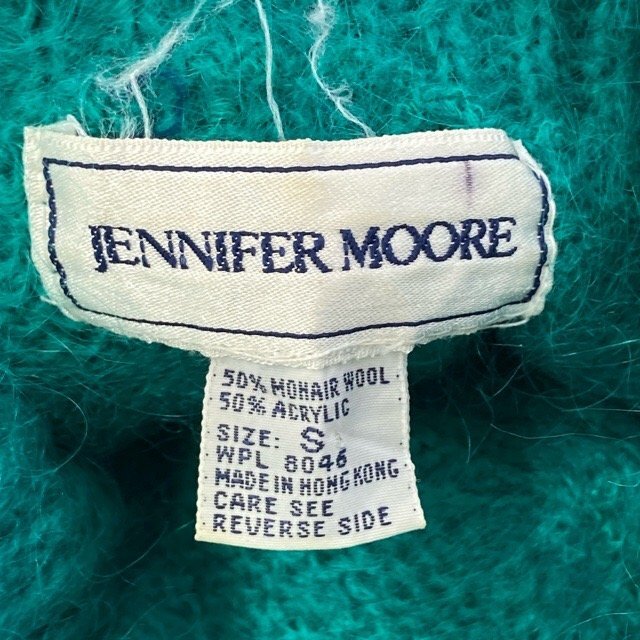 JENNIFER MOORE
50% MOHAIR WOOL
50% ACRYLIC
SIZE: S
WPL 8046
MADE IN HONG KONG
CARE SEE
REVERSE SIDE